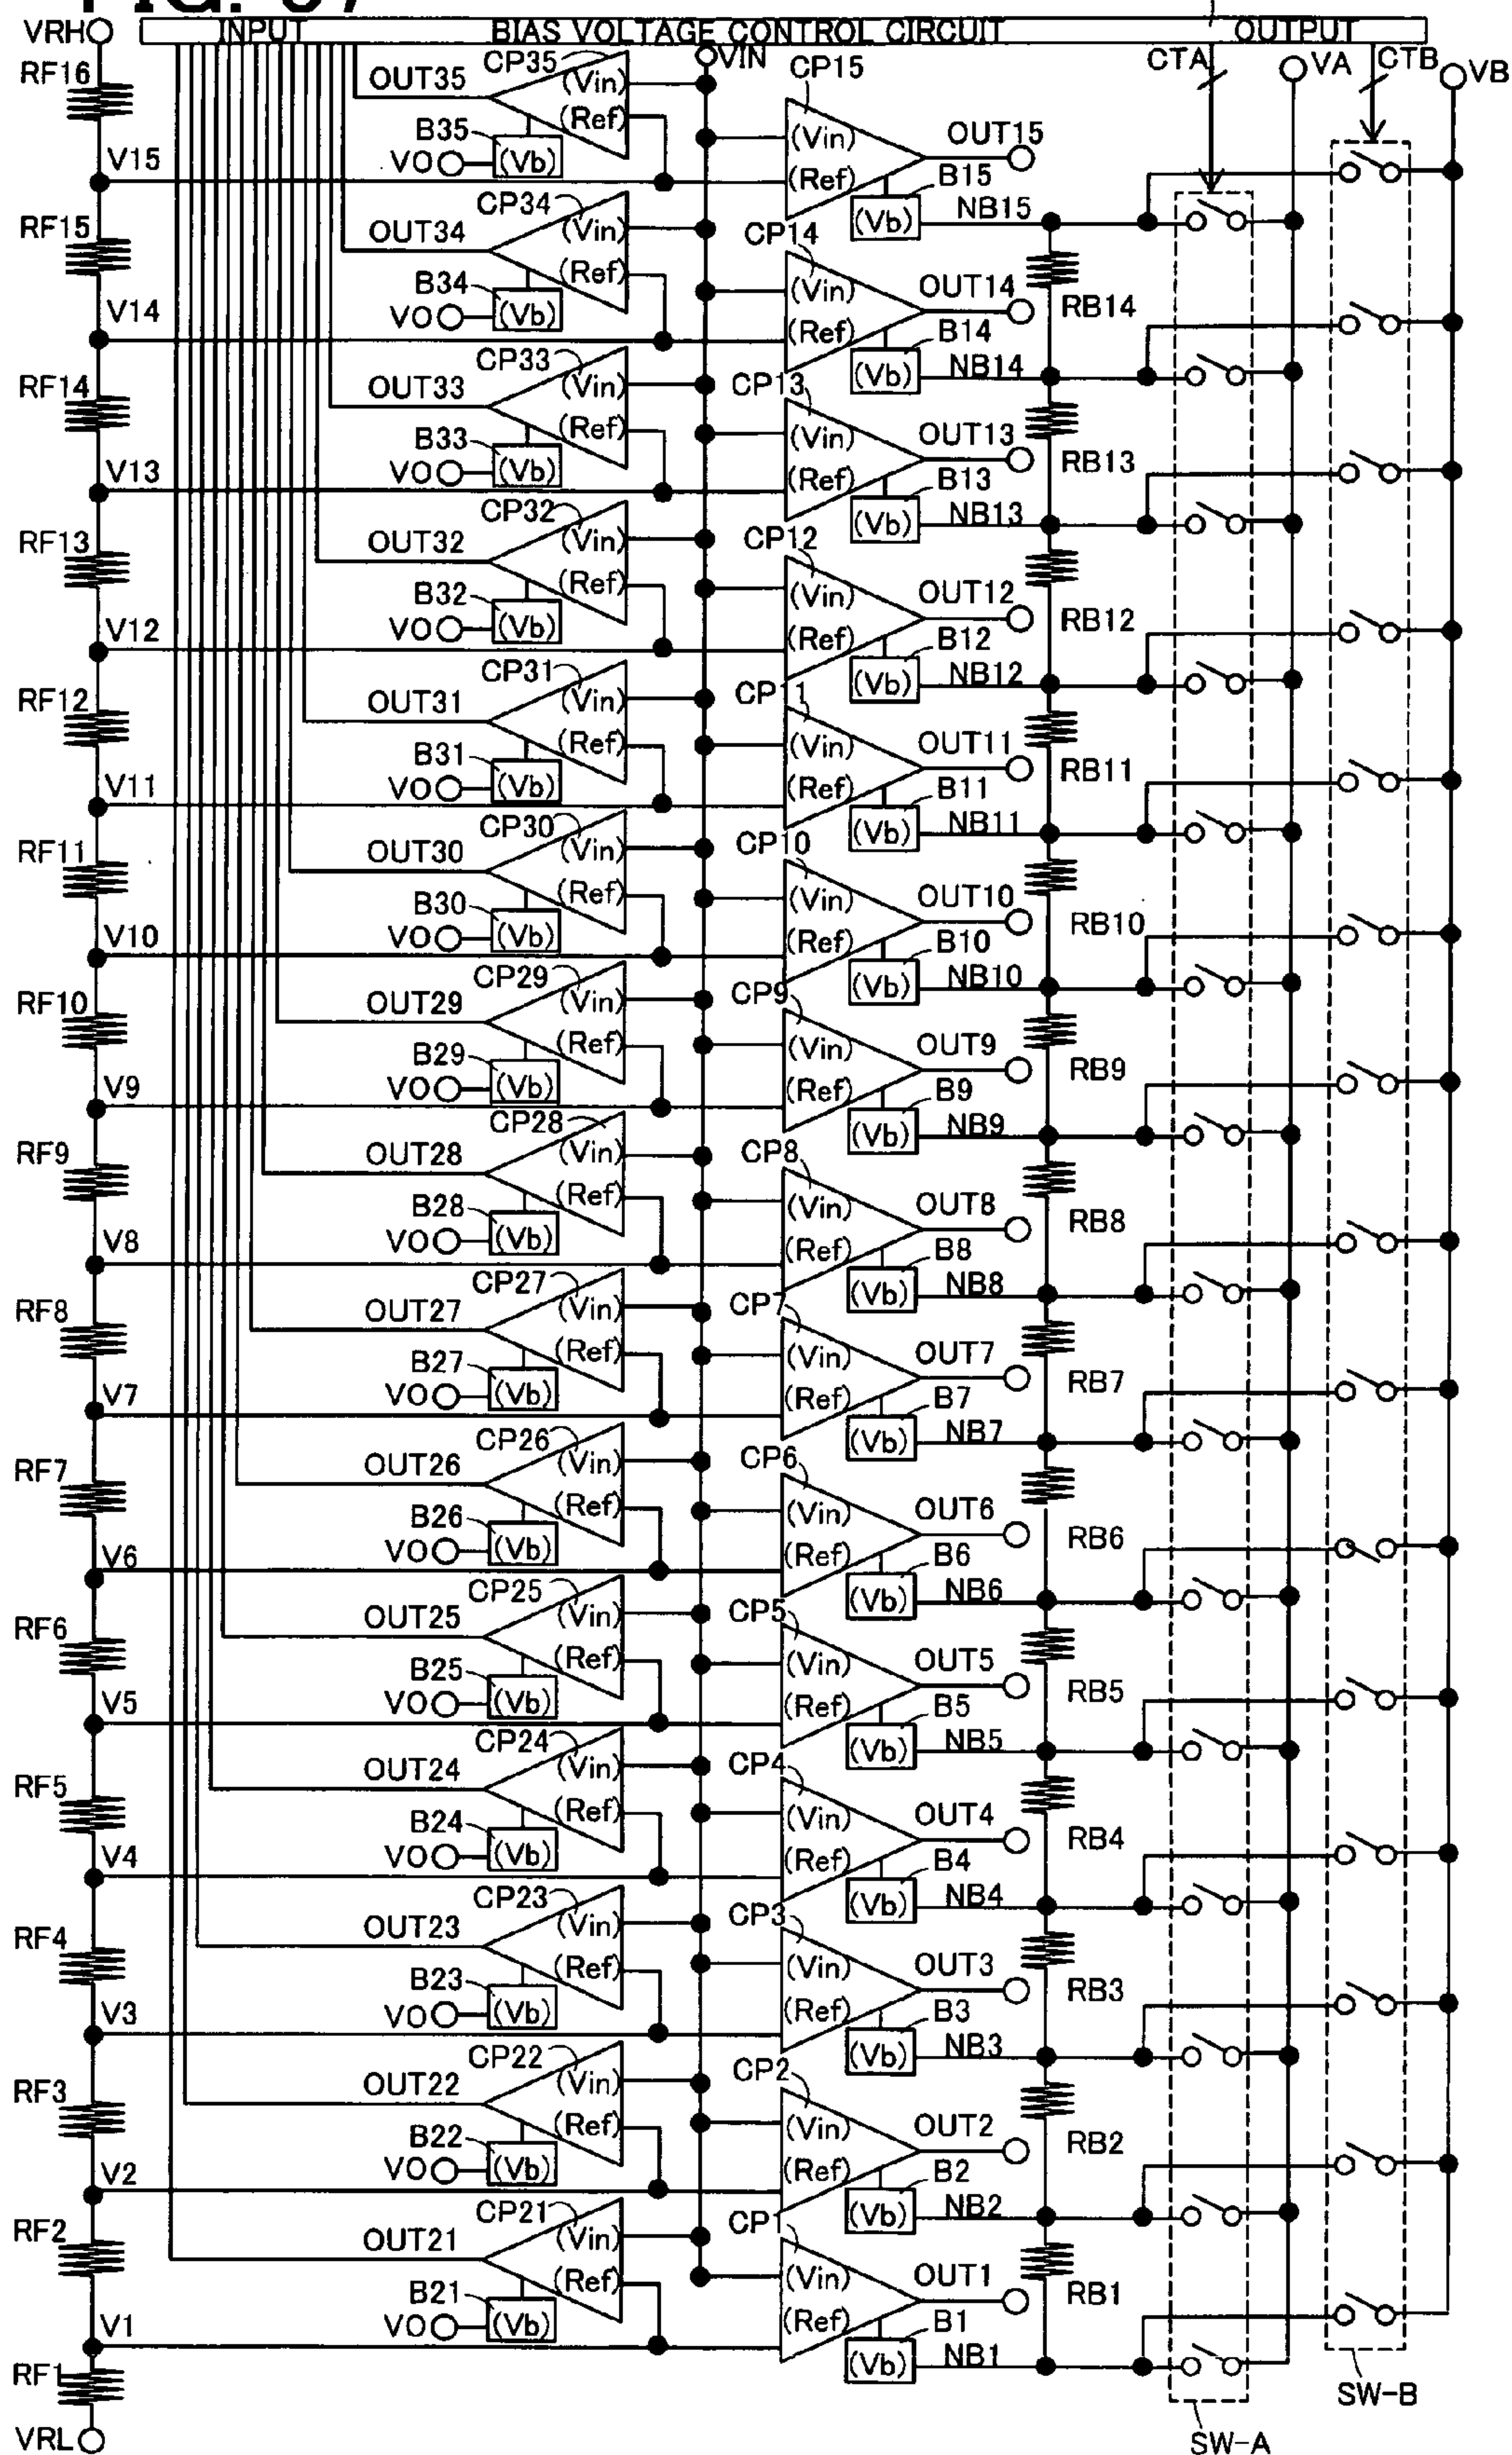 VRH INPUT BIAS VOLTAGE CONTROL CIRCUIT OUTPUT
VIN CTA VA CTB VB
RF16 OUT35 CP35 (Vin) (Ref) CP15 (Vin) OUT15
B35 VO (Vb)
V15 (Ref) B15 (Vb) NB15
RF15 OUT34 CP34 (Vin) (Ref) CP14 (Vin) OUT14 RB14
B34 VO (Vb)
V14 (Ref) B14 (Vb) NB14
RF14 OUT33 CP33 (Vin) (Ref) CP13 (Vin) OUT13 RB13
B33 VO (Vb)
V13 (Ref) B13 (Vb) NB13
RF13 OUT32 CP32 (Vin) (Ref) CP12 (Vin) OUT12 RB12
B32 VO (Vb)
V12 (Ref) B12 (Vb) NB12
RF12 OUT31 CP31 (Vin) (Ref) CP11 (Vin) OUT11 RB11
B31 VO (Vb)
V11 (Ref) B11 (Vb) NB11
RF11 OUT30 CP30 (Vin) (Ref) CP10 (Vin) OUT10 RB10
B30 VO (Vb)
V10 (Ref) B10 (Vb) NB10
RF10 OUT29 CP29 (Vin) (Ref) CP9 (Vin) OUT9 RB9
B29 VO (Vb)
V9 (Ref) B9 (Vb) NB9
RF9 OUT28 CP28 (Vin) (Ref) CP8 (Vin) OUT8 RB8
B28 VO (Vb)
V8 (Ref) B8 (Vb) NB8
RF8 OUT27 CP27 (Vin) (Ref) CP7 (Vin) OUT7 RB7
B27 VO (Vb)
V7 (Ref) B7 (Vb) NB7
RF7 OUT26 CP26 (Vin) (Ref) CP6 (Vin) OUT6 RB6
B26 VO (Vb)
V6 (Ref) B6 (Vb) NB6
RF6 OUT25 CP25 (Vin) (Ref) CP5 (Vin) OUT5 RB5
B25 VO (Vb)
V5 (Ref) B5 (Vb) NB5
RF5 OUT24 CP24 (Vin) (Ref) CP4 (Vin) OUT4 RB4
B24 VO (Vb)
V4 (Ref) B4 (Vb) NB4
RF4 OUT23 CP23 (Vin) (Ref) CP3 (Vin) OUT3 RB3
B23 VO (Vb)
V3 (Ref) B3 (Vb) NB3
RF3 OUT22 CP22 (Vin) (Ref) CP2 (Vin) OUT2 RB2
B22 VO (Vb)
V2 (Ref) B2 (Vb) NB2
RF2 OUT21 CP21 (Vin) (Ref) CP1 (Vin) OUT1 RB1
B21 VO (Vb)
V1 (Ref) B1 (Vb) NB1
RF1 SW-B
VRL SW-A